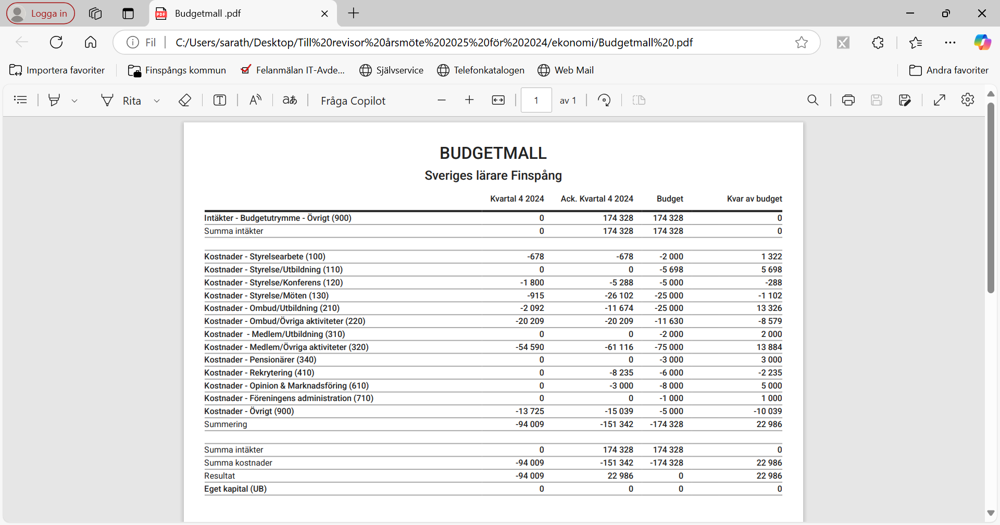 Logga in
Budgetmall .pdf
Fil C:/Users/sarath/Desktop/Till%20revisor%20årsmöte%202025%20för%202024/ekonomi/Budgetmall%20.pdf
Importera favoriter Finspångs kommun Felanmälan IT-Avde... Självservice Telefonkatalogen Web Mail Andra favoriter
Rita Fråga Copilot 1 av 1
BUDGETMALL
Sveriges lärare Finspång
Kvartal 4 2024 Ack. Kvartal 4 2024 Budget Kvar av budget
Intäkter - Budgetutrymme - Övrigt (900) 0 174 328 174 328 0
Summa intäkter 0 174 328 174 328 0
Kostnader - Styrelsearbete (100) -678 -678 -2 000 1 322
Kostnader - Styrelse/Utbildning (110) 0 0 -5 698 5 698
Kostnader - Styrelse/Konferens (120) -1 800 -5 288 -5 000 -288
Kostnader - Styrelse/Möten (130) -915 -26 102 -25 000 -1 102
Kostnader - Ombud/Utbildning (210) -2 092 -11 674 -25 000 13 326
Kostnader - Ombud/Övriga aktiviteter (220) -20 209 -20 209 -11 630 -8 579
Kostnader - Medlem/Utbildning (310) 0 0 -2 000 2 000
Kostnader - Medlem/Övriga aktiviteter (320) -54 590 -61 116 -75 000 13 884
Kostnader - Pensionärer (340) 0 0 -3 000 3 000
Kostnader - Rekrytering (410) 0 -8 235 -6 000 -2 235
Kostnader - Opinion & Marknadsföring (610) 0 -3 000 -8 000 5 000
Kostnader - Föreningens administration (710) 0 0 -1 000 1 000
Kostnader - Övrigt (900) -13 725 -15 039 -5 000 -10 039
Summering -94 009 -151 342 -174 328 22 986
Summa intäkter 0 174 328 174 328 0
Summa kostnader -94 009 -151 342 -174 328 22 986
Resultat -94 009 22 986 0 22 986
Eget kapital (UB) 0 0 0 0